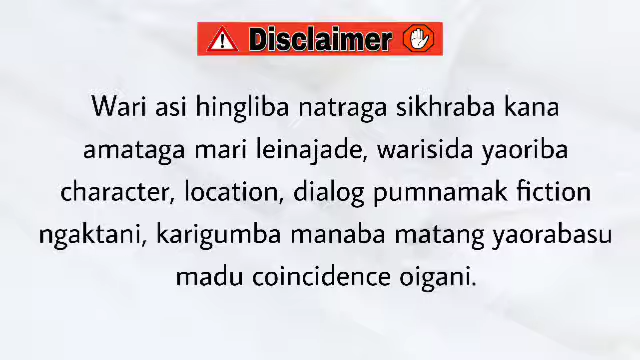 Disclaimer
Wari asi hingliba natraga sikhraba kana
amataga mari leinajade, warisida yaoriba
character, location, dialog pumnamak fiction
ngaktani, karigumba manaba matang yaorabasu
madu coincidence oigani.